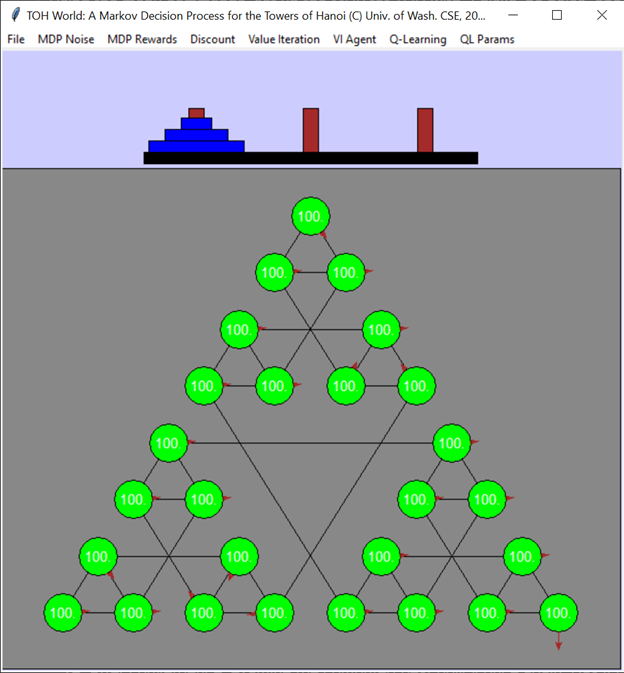 TOH World: A Markov Decision Process for the Towers of Hanoi (C) Univ. of Wash. CSE, 20...
File MDP Noise MDP Rewards Discount Value Iteration VI Agent Q-Learning QL Params
100.
100. 100.
100. 100.
100. 100. 100. 100.
100. 100.
100. 100. 100. 100.
100. 100. 100. 100.
100. 100. 100. 100. 100. 100. 100. 100.